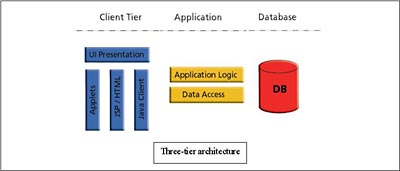 Client Tier
Application
Database
UI Presentation
Applets
JSP / HTML
Java Client
Application Logic
Data Access
DB
Three-tier architecture